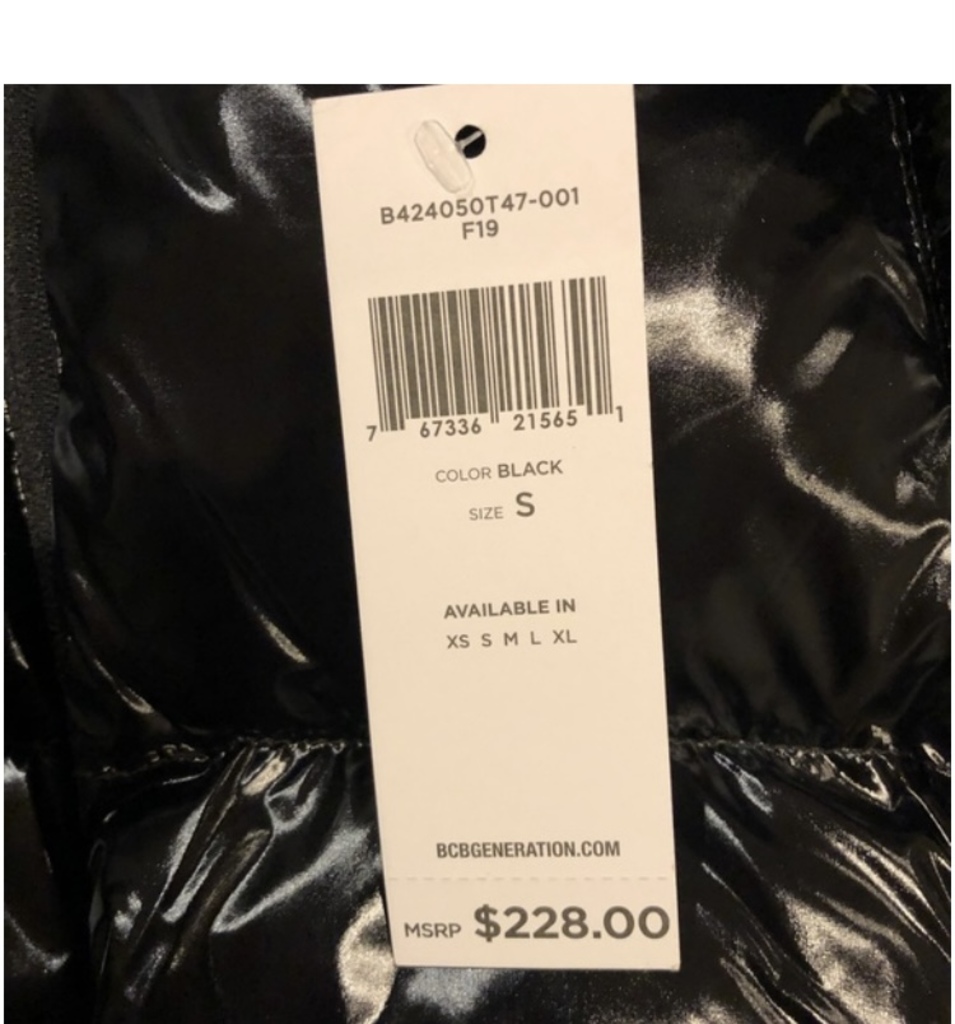 B424050T47-001
F19
7 67336 21565 1
COLOR BLACK
SIZE S
AVAILABLE IN
XS S M L XL
BCBGENERATION.COM
MSRP $228.00